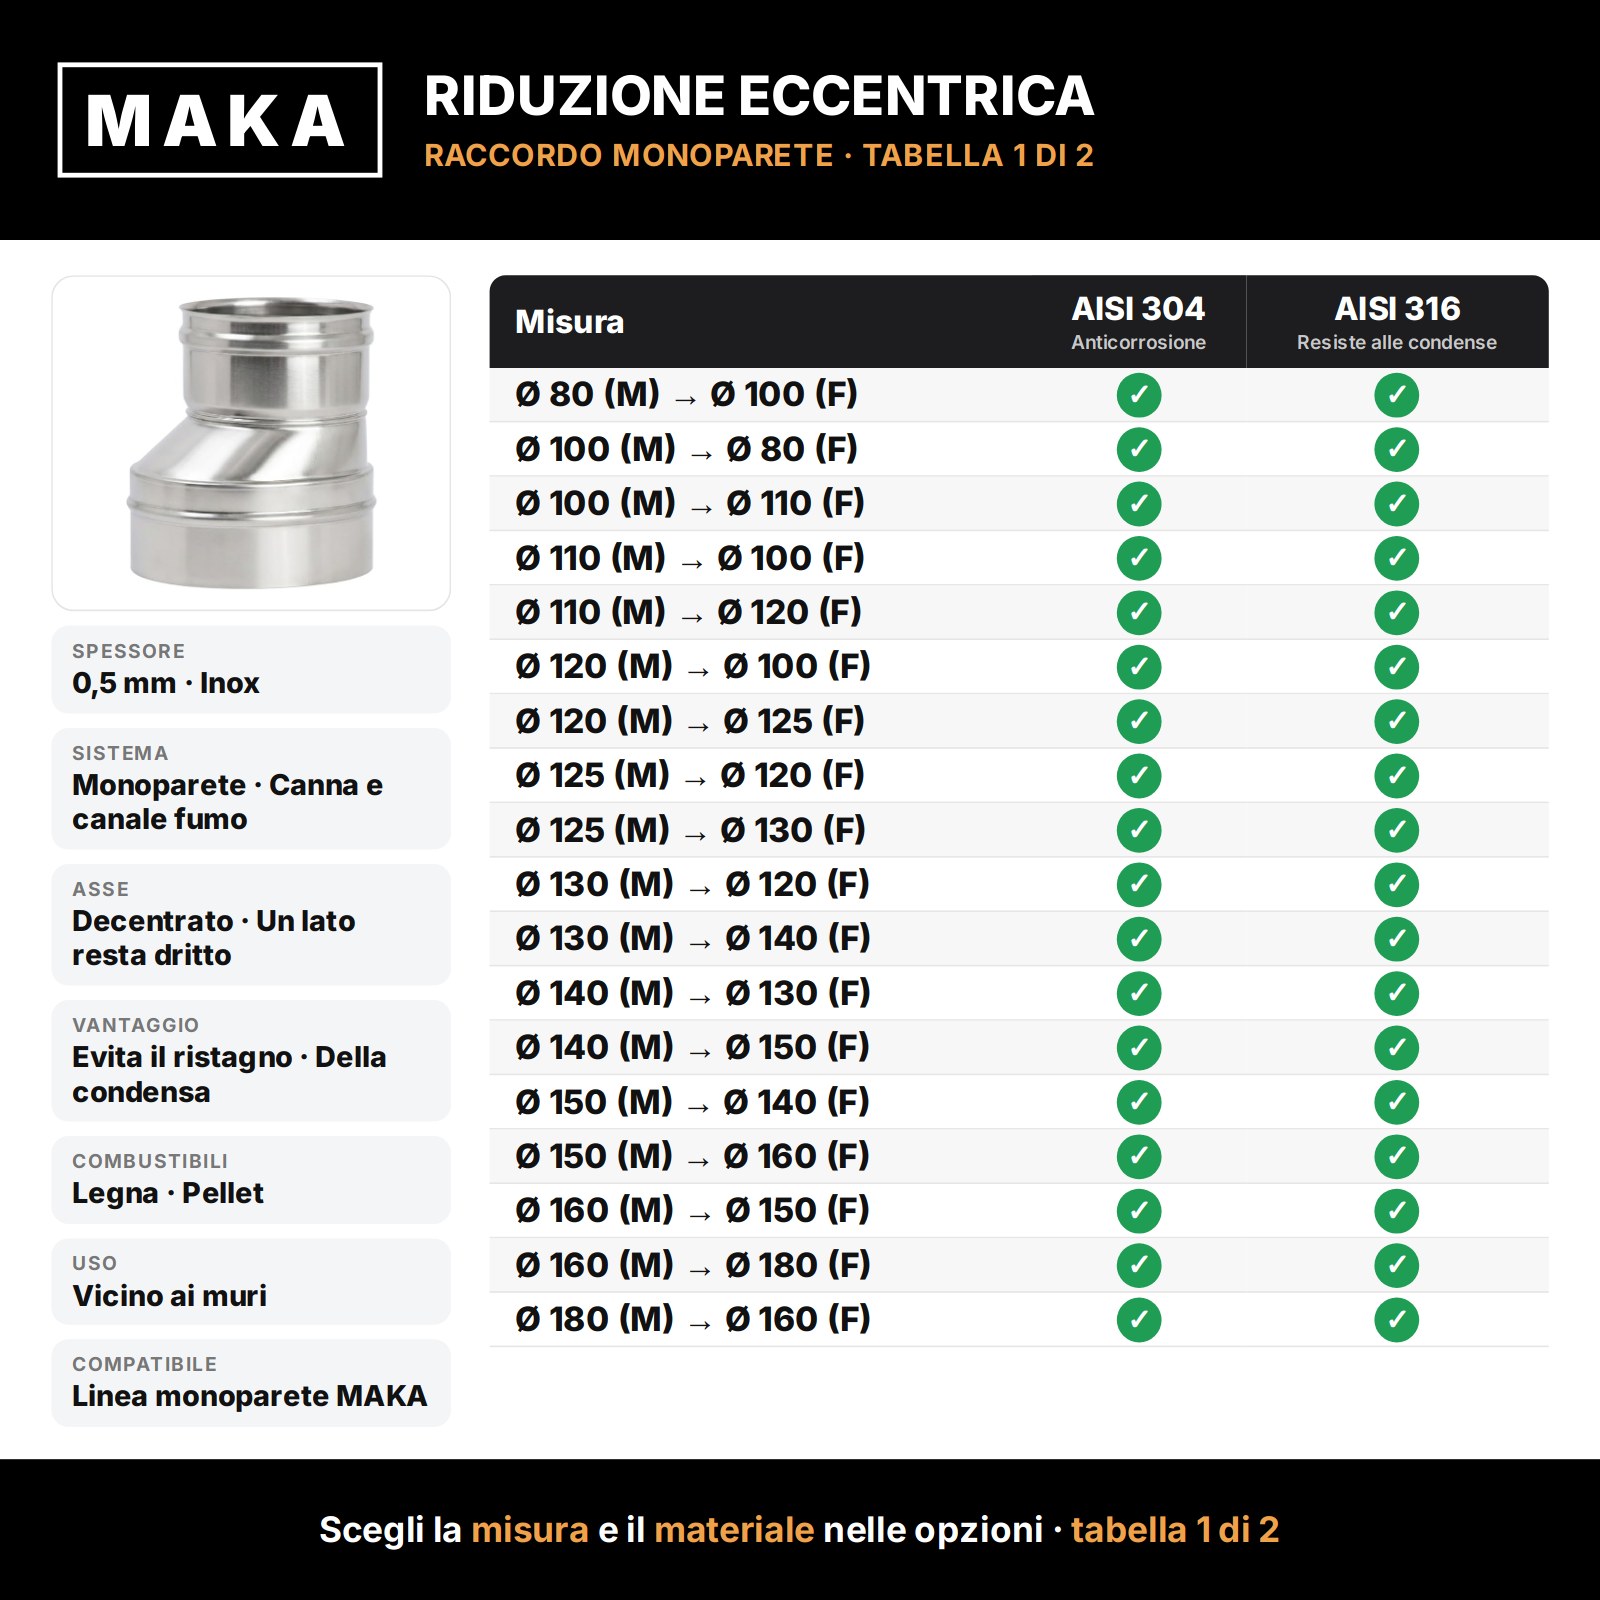 MAKA
RIDUZIONE ECCENTRICA
RACCORDO MONOPARETE · TABELLA 1 DI 2
SPESSORE
0,5 mm · Inox
SISTEMA
Monoparete · Canna e
canale fumo
ASSE
Decentrato · Un lato
resta dritto
VANTAGGIO
Evita il ristagno · Della
condensa
COMBUSTIBILI
Legna · Pellet
USO
Vicino ai muri
COMPATIBILE
Linea monoparete MAKA
Misura AISI 304 AISI 316
Anticorrosione Resiste alle condense
Ø 80 (M) → Ø 100 (F) ✓ ✓
Ø 100 (M) → Ø 80 (F) ✓ ✓
Ø 100 (M) → Ø 110 (F) ✓ ✓
Ø 110 (M) → Ø 100 (F) ✓ ✓
Ø 110 (M) → Ø 120 (F) ✓ ✓
Ø 120 (M) → Ø 100 (F) ✓ ✓
Ø 120 (M) → Ø 125 (F) ✓ ✓
Ø 125 (M) → Ø 120 (F) ✓ ✓
Ø 125 (M) → Ø 130 (F) ✓ ✓
Ø 130 (M) → Ø 120 (F) ✓ ✓
Ø 130 (M) → Ø 140 (F) ✓ ✓
Ø 140 (M) → Ø 130 (F) ✓ ✓
Ø 140 (M) → Ø 150 (F) ✓ ✓
Ø 150 (M) → Ø 140 (F) ✓ ✓
Ø 150 (M) → Ø 160 (F) ✓ ✓
Ø 160 (M) → Ø 150 (F) ✓ ✓
Ø 160 (M) → Ø 180 (F) ✓ ✓
Ø 180 (M) → Ø 160 (F) ✓ ✓
Scegli la misura e il materiale nelle opzioni · tabella 1 di 2